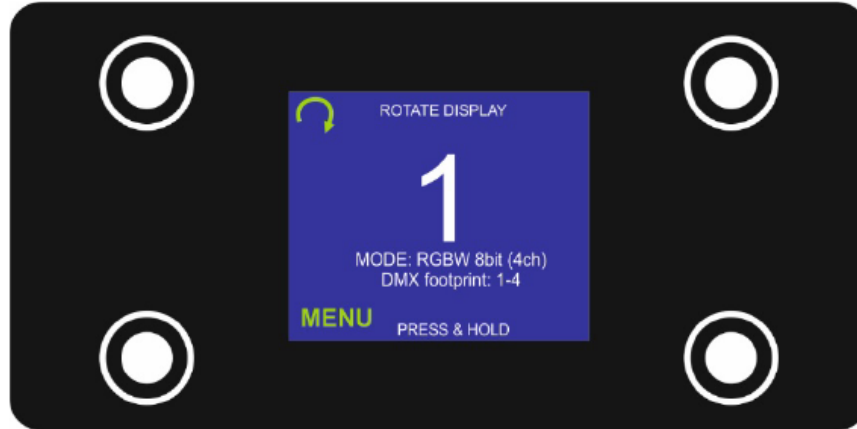 ROTATE DISPLAY
1
MODE: RGBW 8bit (4ch)
DMX footprint: 1-4
MENU
PRESS & HOLD